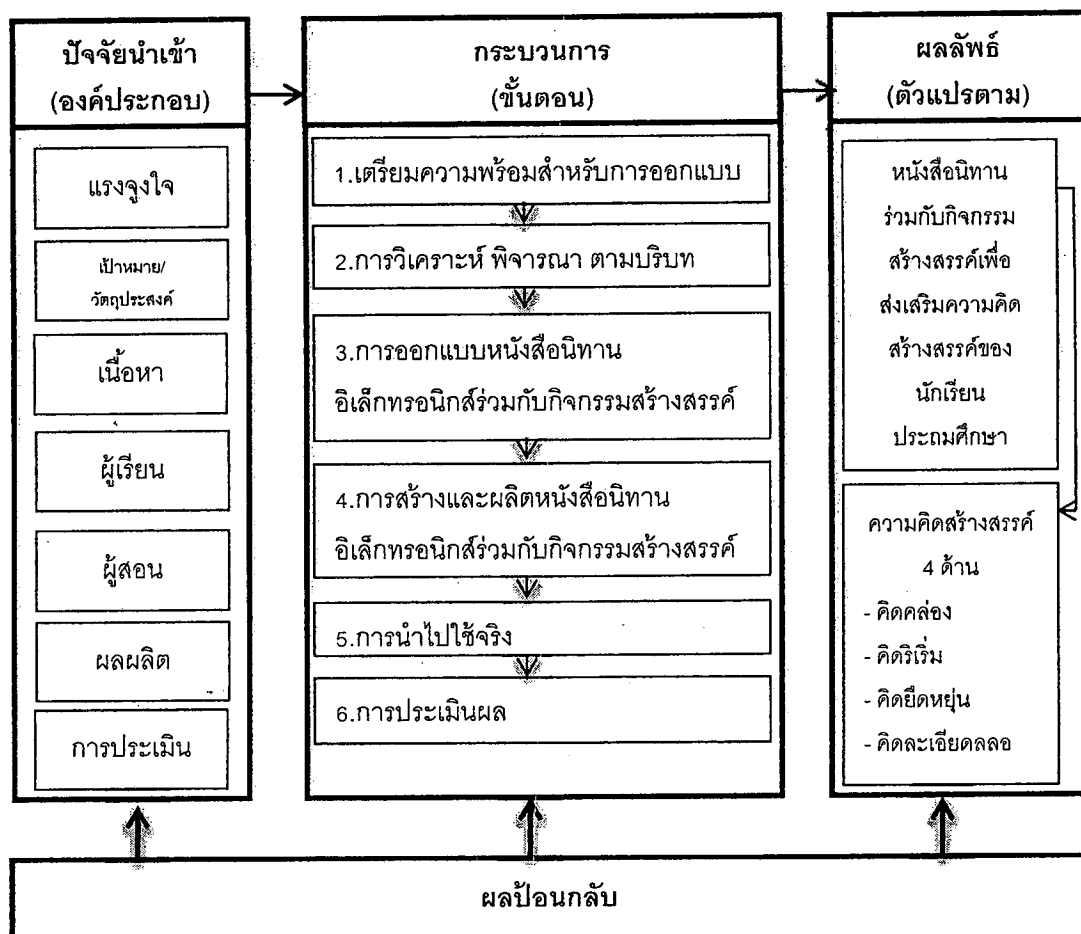 ปัจจัยนำเข้า
(องค์ประกอบ)
แรงจูงใจ
เป้าหมาย/
วัตถุประสงค์
เนื้อหา
ผู้เรียน
ผู้สอน
ผลผลิต
การประเมิน
กระบวนการ
(ขั้นตอน)
1.เตรียมความพร้อมสำหรับการออกแบบ
2.การวิเคราะห์ พิจารณา ตามบริบท
3.การออกแบบหนังสือนิทาน
อิเล็กทรอนิกส์ร่วมกับกิจกรรมสร้างสรรค์
4.การสร้างและผลิตหนังสือนิทาน
อิเล็กทรอนิกส์ร่วมกับกิจกรรมสร้างสรรค์
5.การนำไปใช้จริง
6.การประเมินผล
ผลลัพธ์
(ตัวแปรตาม)
หนังสือนิทาน
ร่วมกับกิจกรรม
สร้างสรรค์เพื่อ
ส่งเสริมความคิด
สร้างสรรค์ของ
นักเรียน
ประถมศึกษา
ความคิดสร้างสรรค์
4 ด้าน
- คิดคล่อง
- คิดริเริ่ม
- คิดยืดหยุ่น
- คิดละเอียดลลอ
ผลป้อนกลับ